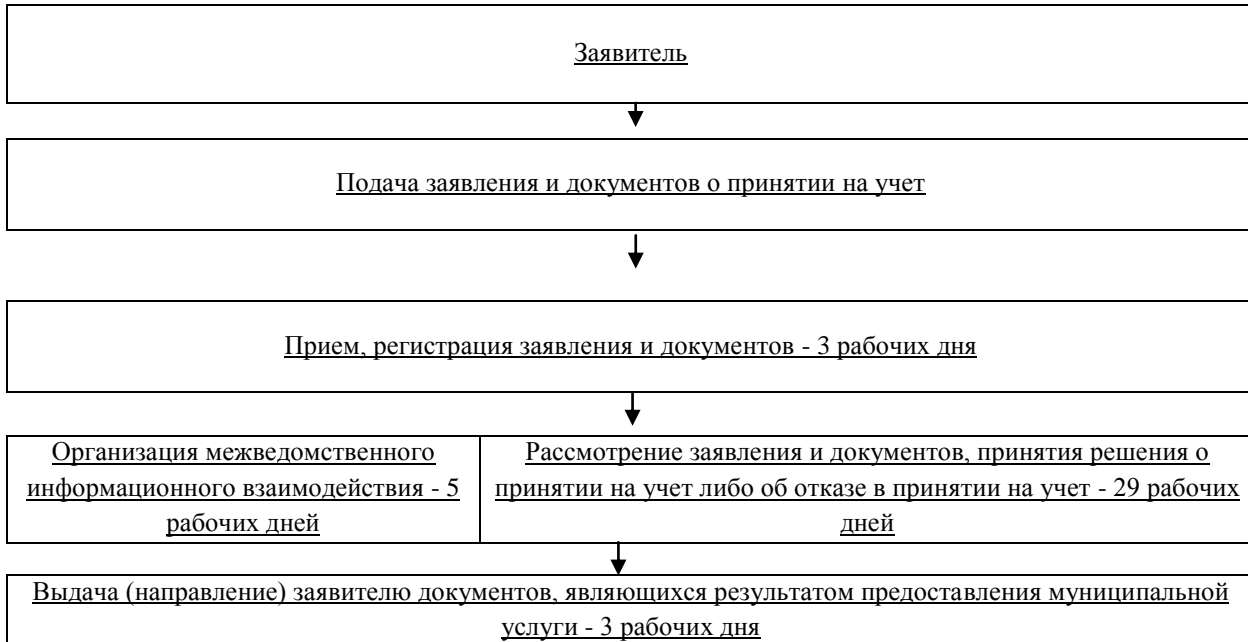 Заявитель
Подача заявления и документов о принятии на учет
Прием, регистрация заявления и документов - 3 рабочих дня
Организация межведомственного
информационного взаимодействия - 5
рабочих дней
Рассмотрение заявления и документов, принятия решения о
принятии на учет либо об отказе в принятии на учет - 29 рабочих
дней
Выдача (направление) заявителю документов, являющихся результатом предоставления муниципальной
услуги - 3 рабочих дня